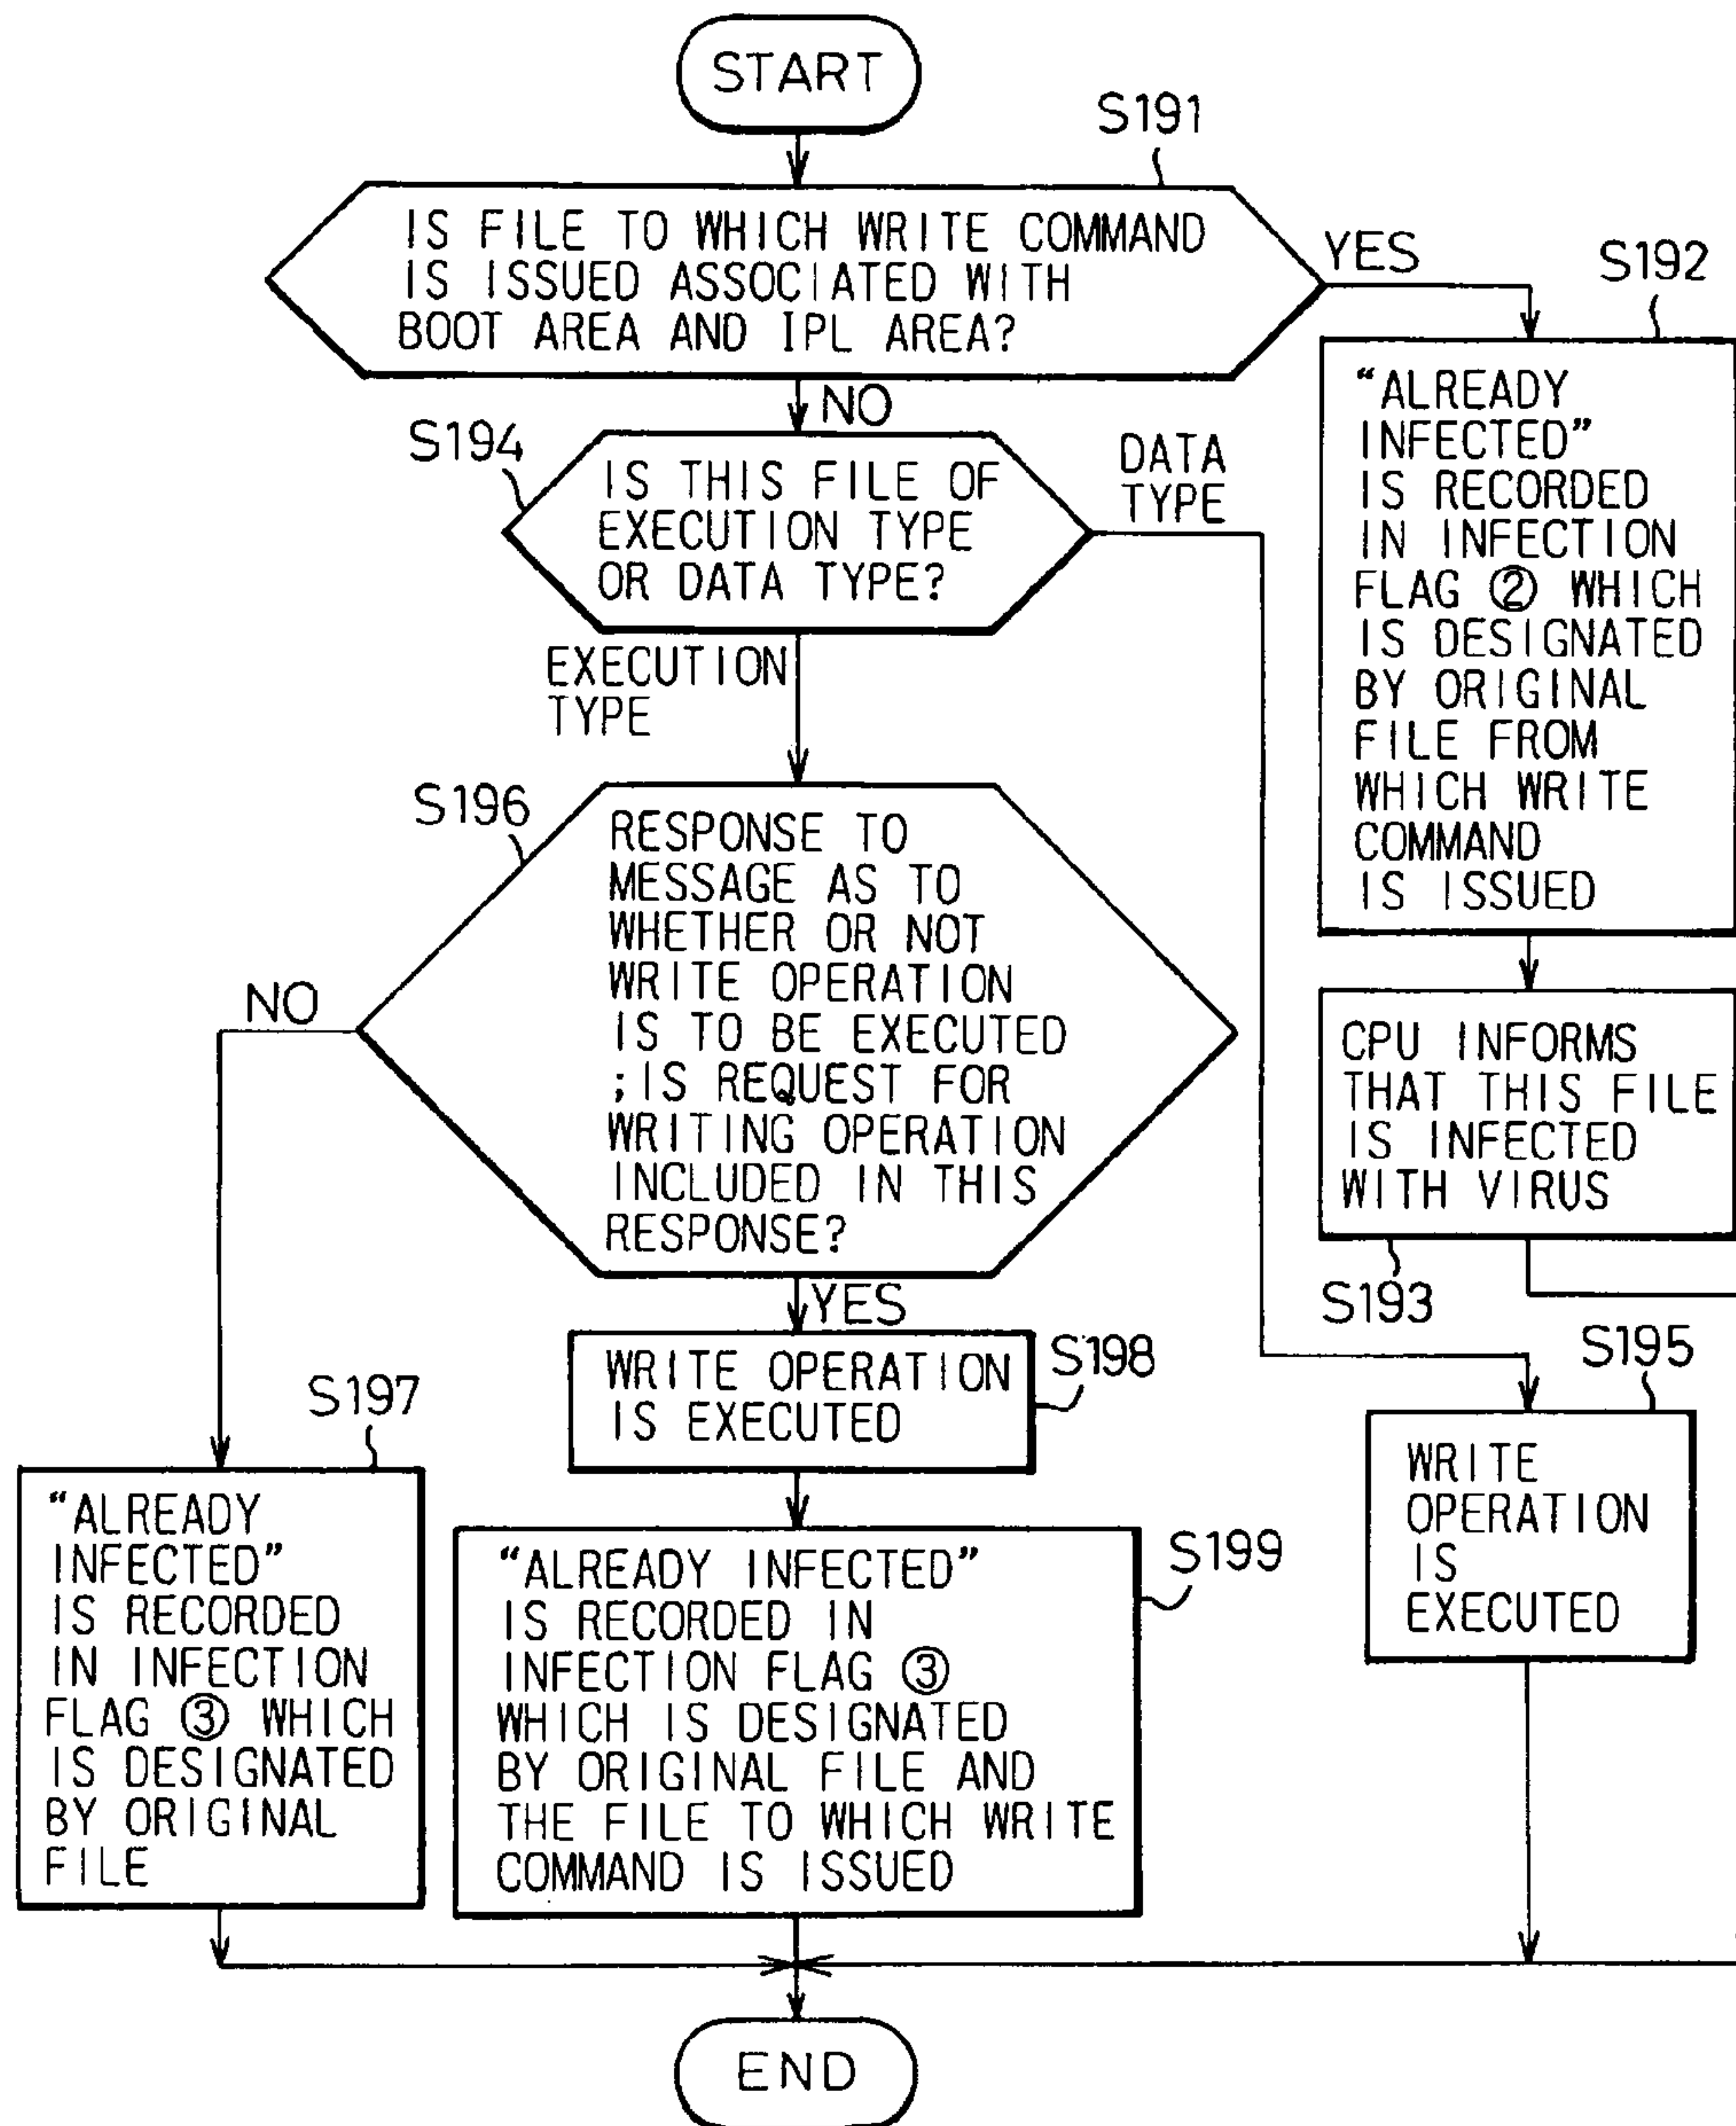 START
S191
IS FILE TO WHICH WRITE COMMAND
IS ISSUED ASSOCIATED WITH
BOOT AREA AND IPL AREA?
YES
S192
NO
"ALREADY
INFECTED"
IS RECORDED
IN INFECTION
FLAG ② WHICH
IS DESIGNATED
BY ORIGINAL
FILE FROM
WHICH WRITE
COMMAND
IS ISSUED
S194
IS THIS FILE OF
EXECUTION TYPE
OR DATA TYPE?
DATA
TYPE
EXECUTION
TYPE
S196
RESPONSE TO
MESSAGE AS TO
WHETHER OR NOT
WRITE OPERATION
IS TO BE EXECUTED
;IS REQUEST FOR
WRITING OPERATION
INCLUDED IN THIS
RESPONSE?
NO
CPU INFORMS
THAT THIS FILE
IS INFECTED
WITH VIRUS
S193
YES
WRITE OPERATION
IS EXECUTED
S198
S195
WRITE
OPERATION
IS
EXECUTED
S197
"ALREADY
INFECTED"
IS RECORDED
IN INFECTION
FLAG ③ WHICH
IS DESIGNATED
BY ORIGINAL
FILE
"ALREADY INFECTED"
IS RECORDED IN
INFECTION FLAG ③
WHICH IS DESIGNATED
BY ORIGINAL FILE AND
THE FILE TO WHICH WRITE
COMMAND IS ISSUED
S199
END